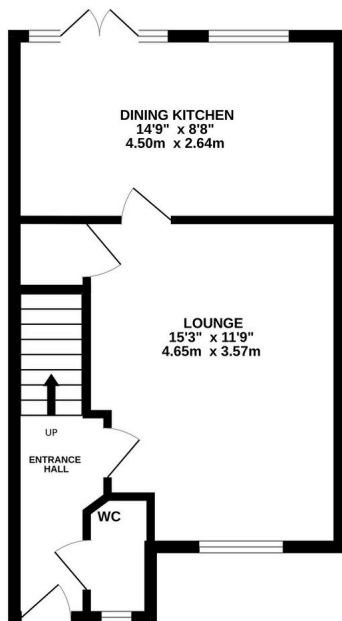 DINING KITCHEN
14'9" x 8'8"
4.50m x 2.64m
LOUNGE
15'3" x 11'9"
4.65m x 3.57m
UP
ENTRANCE
HALL
WC